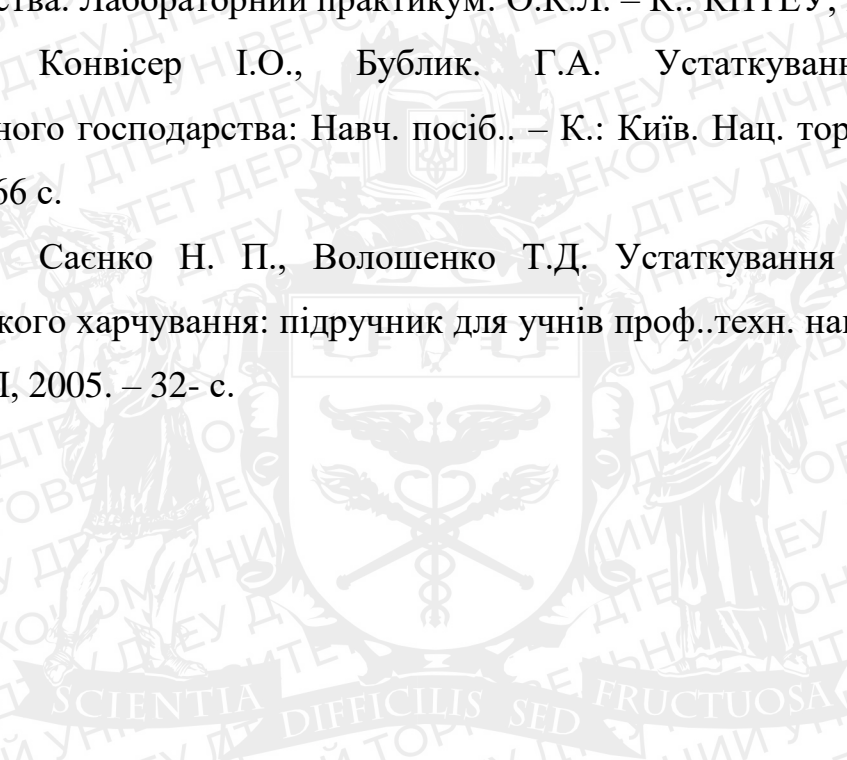 ства. Лабораторний практикум. О.К.Л. – К.: КНТЕУ,
Конвісер І.О., Бублик. Г.А. Устаткуванн
ного господарства: Навч. посіб.. – К.: Київ. Нац. тор
66 с.
Саєнко Н. П., Волошенко Т.Д. Устаткування
кого харчування: підручник для учнів проф..техн. на
2005. – 32- с.
SCIENTIA DIFFICILIS SED FRUCTUOSA